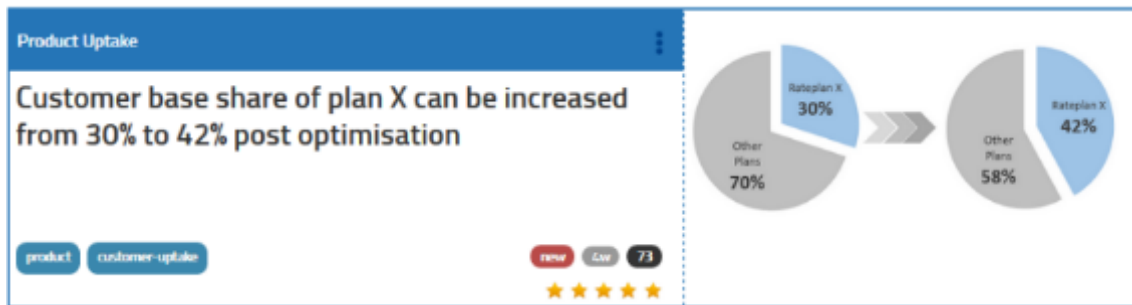 Product Uptake
Customer base share of plan X can be increased
from 30% to 42% post optimisation
product
customer-uptake
new
4w
73
Rateplan X
30%
Other
Plans
70%
Rateplan X
42%
Other
Plans
58%